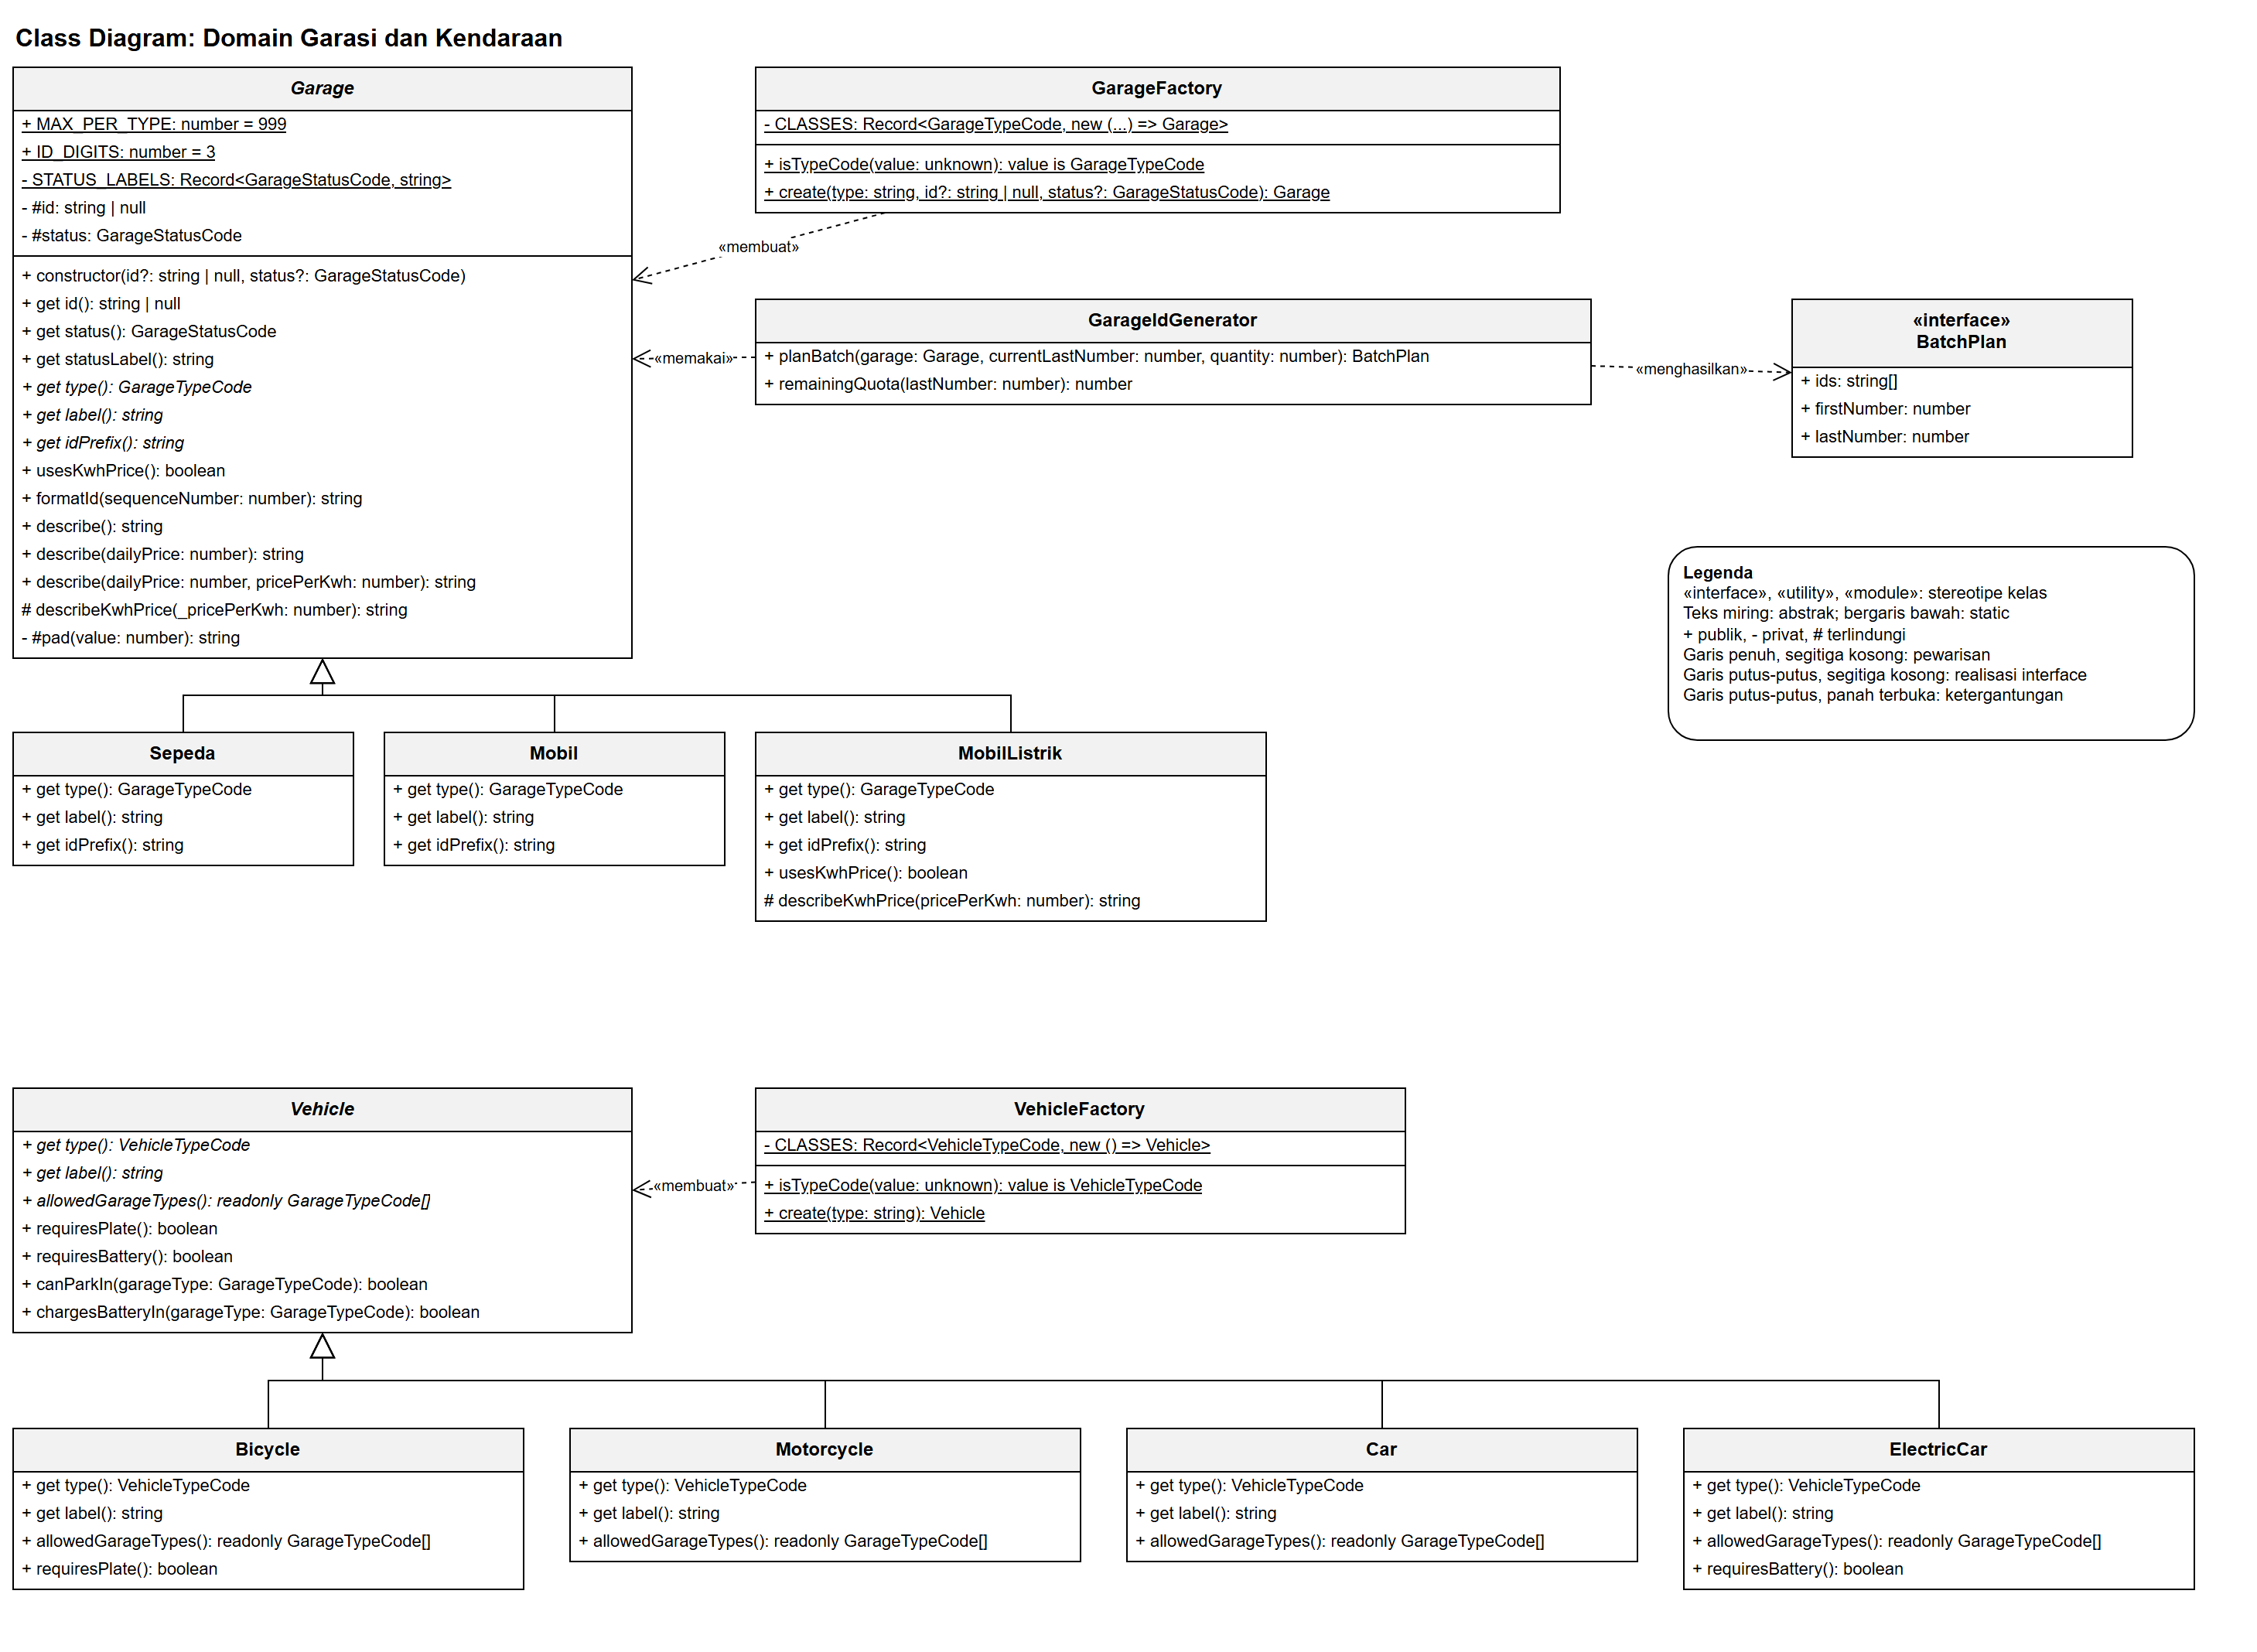 Class Diagram: Domain Garasi dan Kendaraan
Garage
+ MAX_PER_TYPE: number = 999
+ ID_DIGITS: number = 3
- STATUS_LABELS: Record<GarageStatusCode, string>
- #id: string | null
- #status: GarageStatusCode
+ constructor(id?: string | null, status?: GarageStatusCode)
+ get id(): string | null
+ get status(): GarageStatusCode
+ get statusLabel(): string
+ get type(): GarageTypeCode
+ get label(): string
+ get idPrefix(): string
+ usesKwhPrice(): boolean
+ formatId(sequenceNumber: number): string
+ describe(): string
+ describe(dailyPrice: number): string
+ describe(dailyPrice: number, pricePerKwh: number): string
# describeKwhPrice(_pricePerKwh: number): string
- #pad(value: number): string
GarageFactory
- CLASSES: Record<GarageTypeCode, new (...) => Garage>
+ isTypeCode(value: unknown): value is GarageTypeCode
+ create(type: string, id?: string | null, status?: GarageStatusCode): Garage
«membuat»
GarageIdGenerator
+ planBatch(garage: Garage, currentLastNumber: number, quantity: number): BatchPlan
+ remainingQuota(lastNumber: number): number
«memakai»
«menghasilkan»
«interface»
BatchPlan
+ ids: string[]
+ firstNumber: number
+ lastNumber: number
Legenda
«interface», «utility», «module»: stereotipe kelas
Teks miring: abstrak; bergaris bawah: static
+ publik, - privat, # terlindungi
Garis penuh, segitiga kosong: pewarisan
Garis putus-putus, segitiga kosong: realisasi interface
Garis putus-putus, panah terbuka: ketergantungan
Sepeda
+ get type(): GarageTypeCode
+ get label(): string
+ get idPrefix(): string
Mobil
+ get type(): GarageTypeCode
+ get label(): string
+ get idPrefix(): string
MobilListrik
+ get type(): GarageTypeCode
+ get label(): string
+ get idPrefix(): string
+ usesKwhPrice(): boolean
# describeKwhPrice(pricePerKwh: number): string
Vehicle
+ get type(): VehicleTypeCode
+ get label(): string
+ allowedGarageTypes(): readonly GarageTypeCode[]
+ requiresPlate(): boolean
+ requiresBattery(): boolean
+ canParkIn(garageType: GarageTypeCode): boolean
+ chargesBatteryIn(garageType: GarageTypeCode): boolean
VehicleFactory
- CLASSES: Record<VehicleTypeCode, new () => Vehicle>
+ isTypeCode(value: unknown): value is VehicleTypeCode
+ create(type: string): Vehicle
«membuat»
Bicycle
+ get type(): VehicleTypeCode
+ get label(): string
+ allowedGarageTypes(): readonly GarageTypeCode[]
+ requiresPlate(): boolean
Motorcycle
+ get type(): VehicleTypeCode
+ get label(): string
+ allowedGarageTypes(): readonly GarageTypeCode[]
Car
+ get type(): VehicleTypeCode
+ get label(): string
+ allowedGarageTypes(): readonly GarageTypeCode[]
ElectricCar
+ get type(): VehicleTypeCode
+ get label(): string
+ allowedGarageTypes(): readonly GarageTypeCode[]
+ requiresBattery(): boolean